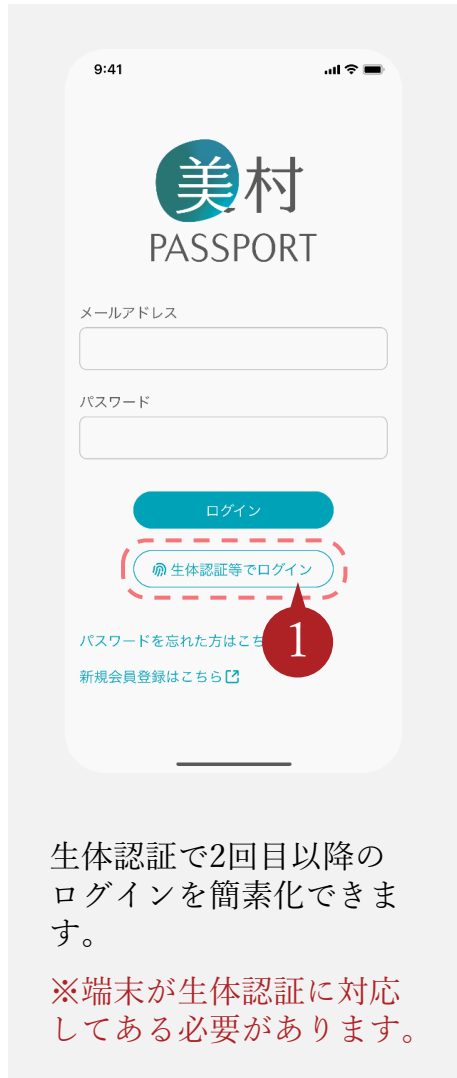 9:41
美村
PASSPORT
メールアドレス
パスワード
ログイン
生体認証等でログイン
パスワードを忘れた方はこち
1
新規会員登録はこちら
生体認証で2回目以降の
ログインを簡素化できま
す。
※端末が生体認証に対応
してある必要があります。